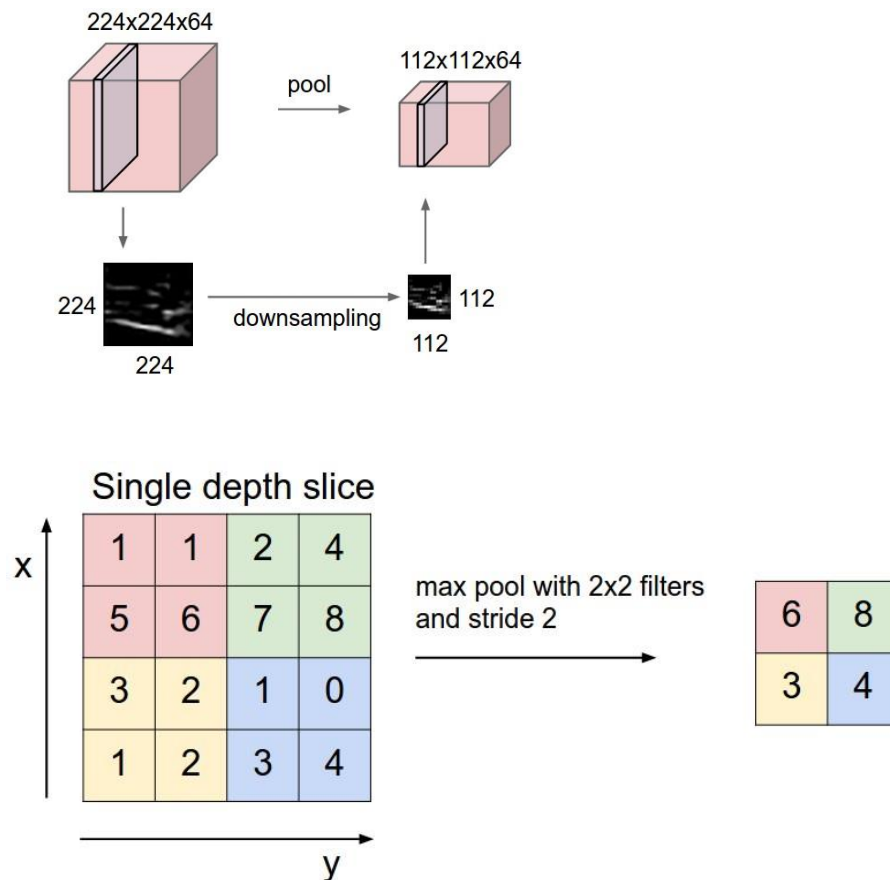 224x224x64
112x112x64
pool
224
224
downsampling
112
112
Single depth slice
x
1 1 2 4
5 6 7 8
3 2 1 0
1 2 3 4
y
max pool with 2x2 filters
and stride 2
6 8
3 4